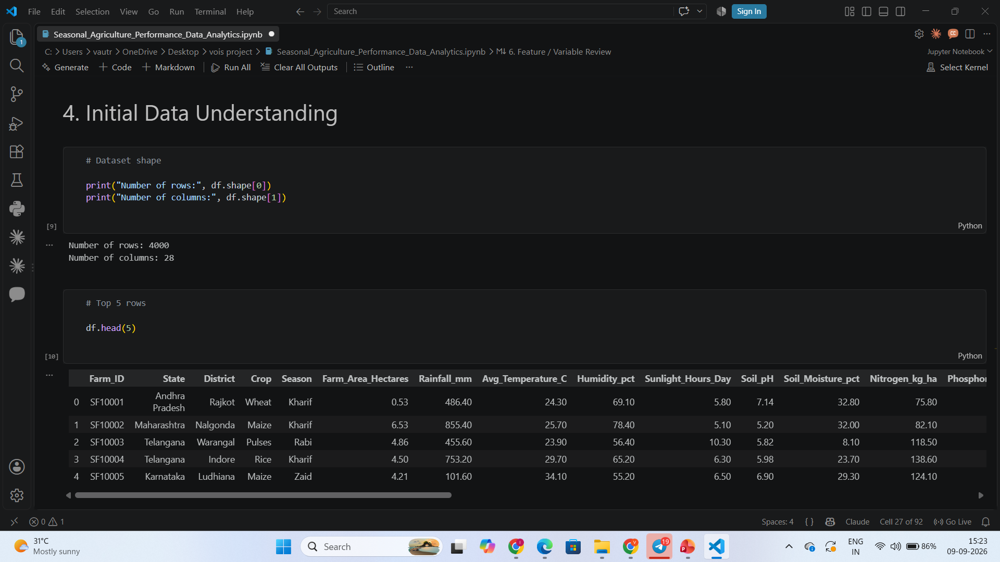 File Edit Selection View Go Run Terminal Help
Search
Sign In
Seasonal_Agriculture_Performance_Data_Analytics.ipynb
C: > Users > vautr > OneDrive > Desktop > vois project > Seasonal_Agriculture_Performance_Data_Analytics.ipynb > M↓ 6. Feature / Variable Review
Jupyter Notebook
Generate + Code + Markdown Run All Clear All Outputs Outline ...
Select Kernel
1
CC
4. Initial Data Understanding
# Dataset shape
print("Number of rows:", df.shape[0])
print("Number of columns:", df.shape[1])
[9]
Python
Number of rows: 4000
Number of columns: 28
# Top 5 rows
df.head(5)
[10]
Python
Farm_ID State District Crop Season Farm_Area_Hectares Rainfall_mm Avg_Temperature_C Humidity_pct Sunlight_Hours_Day Soil_pH Soil_Moisture_pct Nitrogen_kg_ha Phosphor
0 SF10001 Andhra Pradesh Rajkot Wheat Kharif 0.53 486.40 24.30 69.10 5.80 7.14 32.80 75.80
1 SF10002 Maharashtra Nalgonda Maize Kharif 6.53 855.40 25.70 78.40 5.10 5.20 32.00 82.10
2 SF10003 Telangana Warangal Pulses Rabi 4.86 455.60 23.90 56.40 10.30 5.82 8.10 118.50
3 SF10004 Telangana Indore Rice Kharif 4.50 753.20 29.70 65.20 6.30 5.98 23.70 138.60
4 SF10005 Karnataka Ludhiana Maize Zaid 4.21 101.60 34.10 55.20 6.50 6.90 29.30 124.10
0 1
Spaces: 4 { } Claude Cell 27 of 92 Go Live
31°C
Mostly sunny
Search
19
ENG
IN
86%
15:23
09-09-2026